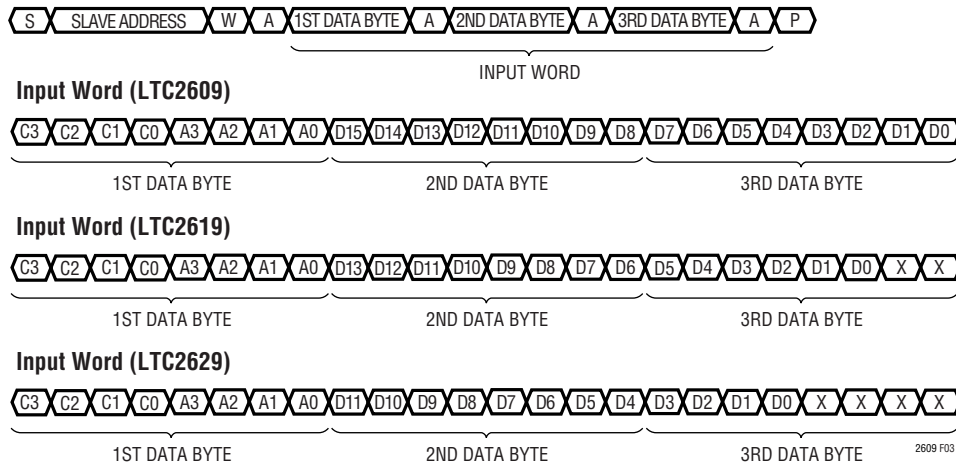 S SLAVE ADDRESS W A 1ST DATA BYTE A 2ND DATA BYTE A 3RD DATA BYTE A P
INPUT WORD
Input Word (LTC2609)
C3 C2 C1 C0 A3 A2 A1 A0 D15 D14 D13 D12 D11 D10 D9 D8 D7 D6 D5 D4 D3 D2 D1 D0
1ST DATA BYTE 2ND DATA BYTE 3RD DATA BYTE
Input Word (LTC2619)
C3 C2 C1 C0 A3 A2 A1 A0 D13 D12 D11 D10 D9 D8 D7 D6 D5 D4 D3 D2 D1 D0 X X
1ST DATA BYTE 2ND DATA BYTE 3RD DATA BYTE
Input Word (LTC2629)
C3 C2 C1 C0 A3 A2 A1 A0 D11 D10 D9 D8 D7 D6 D5 D4 D3 D2 D1 D0 X X X X
1ST DATA BYTE 2ND DATA BYTE 3RD DATA BYTE 2609 F03